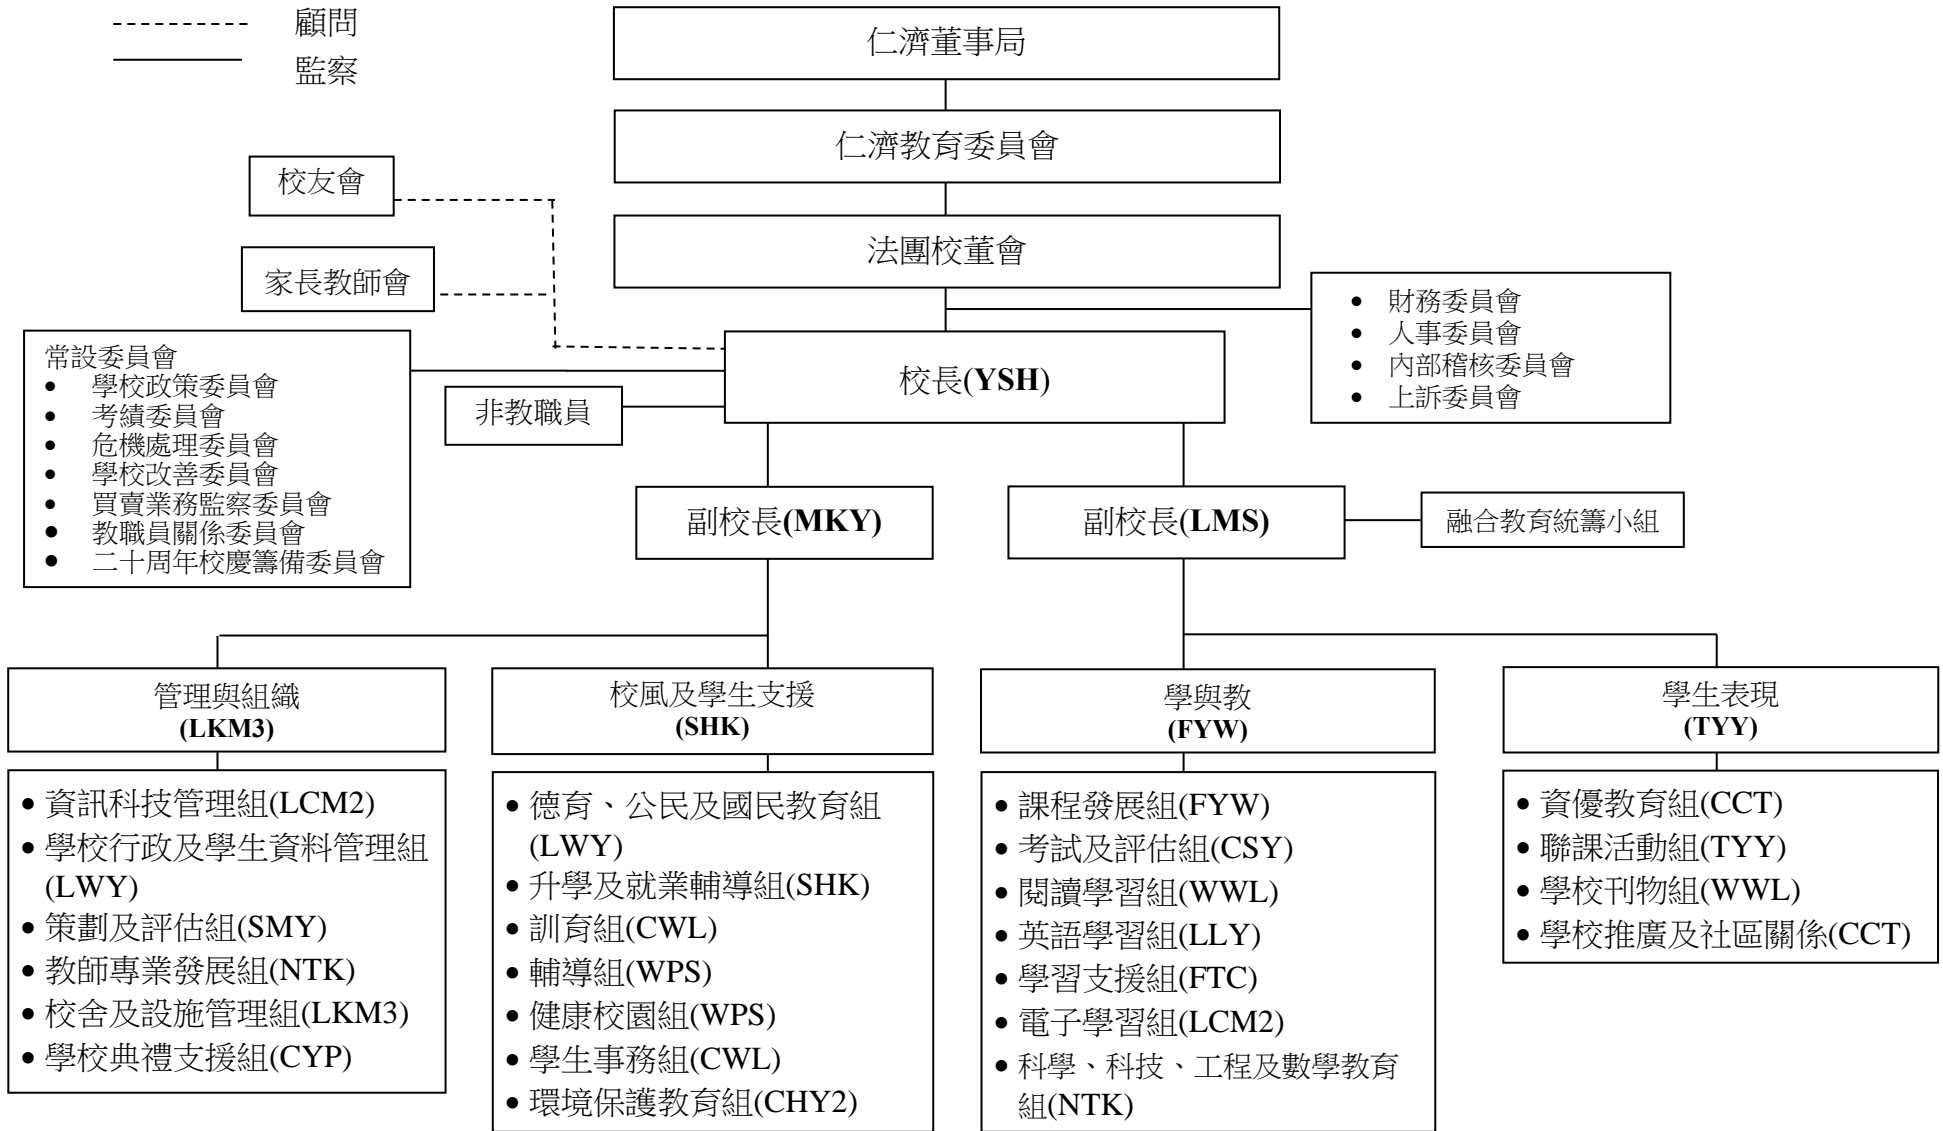 顧問
監察
仁濟董事局
仁濟教育委員會
校友會
法團校董會
家長教師會
• 財務委員會
• 人事委員會
• 內部稽核委員會
• 上訴委員會
常設委員會
• 學校政策委員會
• 考績委員會
• 危機處理委員會
• 學校改善委員會
• 買賣業務監察委員會
• 教職員關係委員會
• 二十周年校慶籌備委員會
校長(YSH)
非教職員
副校長(MKY)
副校長(LMS)
融合教育統籌小組
管理與組織
(LKM3)
校風及學生支援
(SHK)
學與教
(FYW)
學生表現
(TYY)
• 資訊科技管理組(LCM2)
• 學校行政及學生資料管理組
(LWY)
• 策劃及評估組(SMY)
• 教師專業發展組(NTK)
• 校舍及設施管理組(LKM3)
• 學校典禮支援組(CYP)
• 德育、公民及國民教育組
(LWY)
• 升學及就業輔導組(SHK)
• 訓育組(CWL)
• 輔導組(WPS)
• 健康校園組(WPS)
• 學生事務組(CWL)
• 環境保護教育組(CHY2)
• 課程發展組(FYW)
• 考試及評估組(CSY)
• 閱讀學習組(WWL)
• 英語學習組(LLY)
• 學習支援組(FTC)
• 電子學習組(LCM2)
• 科學、科技、工程及數學教育
組(NTK)
• 資優教育組(CCT)
• 聯課活動組(TYY)
• 學校刊物組(WWL)
• 學校推廣及社區關係(CCT)